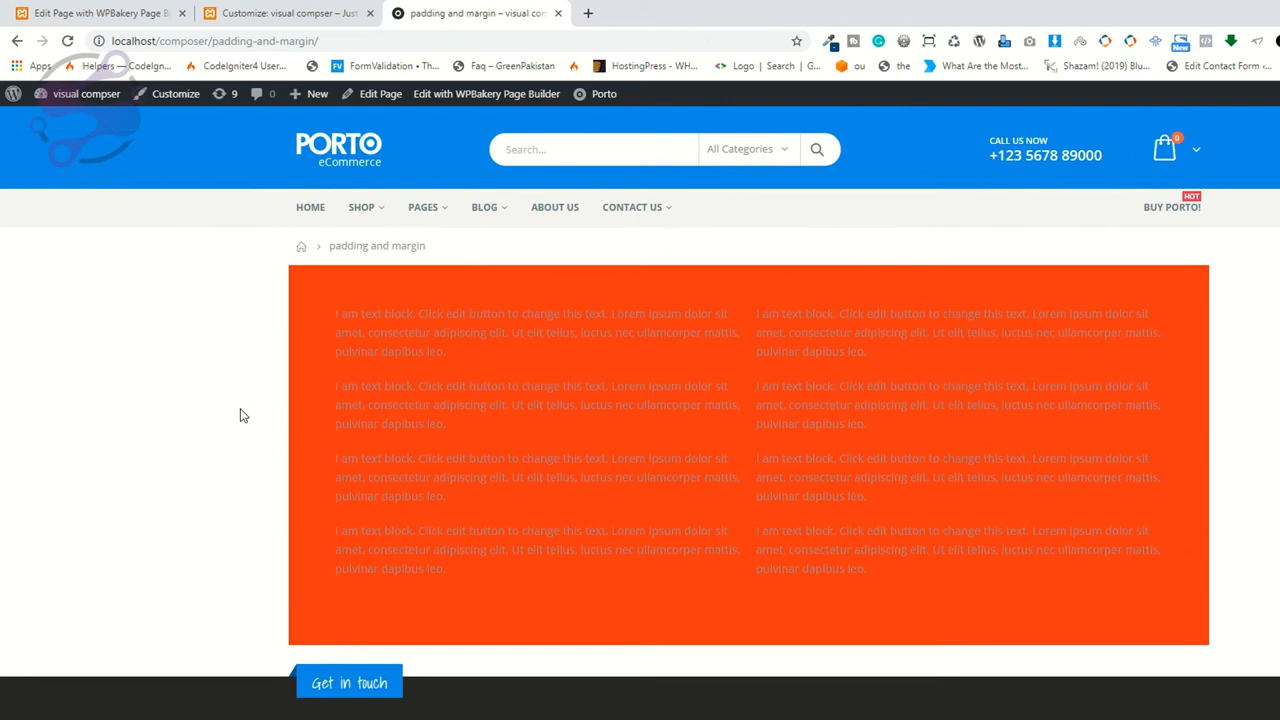 Edit Page with WPBakery Page B
Customize: visual compser – Just
padding and margin – visual com
localhost/composer/padding-and-margin/
New
Apps
Helpers — CodeIgn...
CodeIgniter4 User...
FormValidation • Th...
Faq – GreenPakistan
HostingPress - WH...
Logo | Search | G...
ou
the
What Are the Most...
Shazam! (2019) Blu...
Edit Contact Form...
visual compser
Customize
9
0
New
Edit Page
Edit with WPBakery Page Builder
Porto
PORTO
eCommerce
Search...
All Categories
CALL US NOW
+123 5678 89000
0
HOME
SHOP
PAGES
BLOG
ABOUT US
CONTACT US
HOT
BUY PORTO!
padding and margin
I am text block. Click edit button to change this text. Lorem ipsum dolor sit
amet, consectetur adipiscing elit. Ut elit tellus, luctus nec ullamcorper mattis,
pulvinar dapibus leo.
I am text block. Click edit button to change this text. Lorem ipsum dolor sit
amet, consectetur adipiscing elit. Ut elit tellus, luctus nec ullamcorper mattis,
pulvinar dapibus leo.
I am text block. Click edit button to change this text. Lorem ipsum dolor sit
amet, consectetur adipiscing elit. Ut elit tellus, luctus nec ullamcorper mattis,
pulvinar dapibus leo.
I am text block. Click edit button to change this text. Lorem ipsum dolor sit
amet, consectetur adipiscing elit. Ut elit tellus, luctus nec ullamcorper mattis,
pulvinar dapibus leo.
I am text block. Click edit button to change this text. Lorem ipsum dolor sit
amet, consectetur adipiscing elit. Ut elit tellus, luctus nec ullamcorper mattis,
pulvinar dapibus leo.
I am text block. Click edit button to change this text. Lorem ipsum dolor sit
amet, consectetur adipiscing elit. Ut elit tellus, luctus nec ullamcorper mattis,
pulvinar dapibus leo.
I am text block. Click edit button to change this text. Lorem ipsum dolor sit
amet, consectetur adipiscing elit. Ut elit tellus, luctus nec ullamcorper mattis,
pulvinar dapibus leo.
I am text block. Click edit button to change this text. Lorem ipsum dolor sit
amet, consectetur adipiscing elit. Ut elit tellus, luctus nec ullamcorper mattis,
pulvinar dapibus leo.
Get in touch